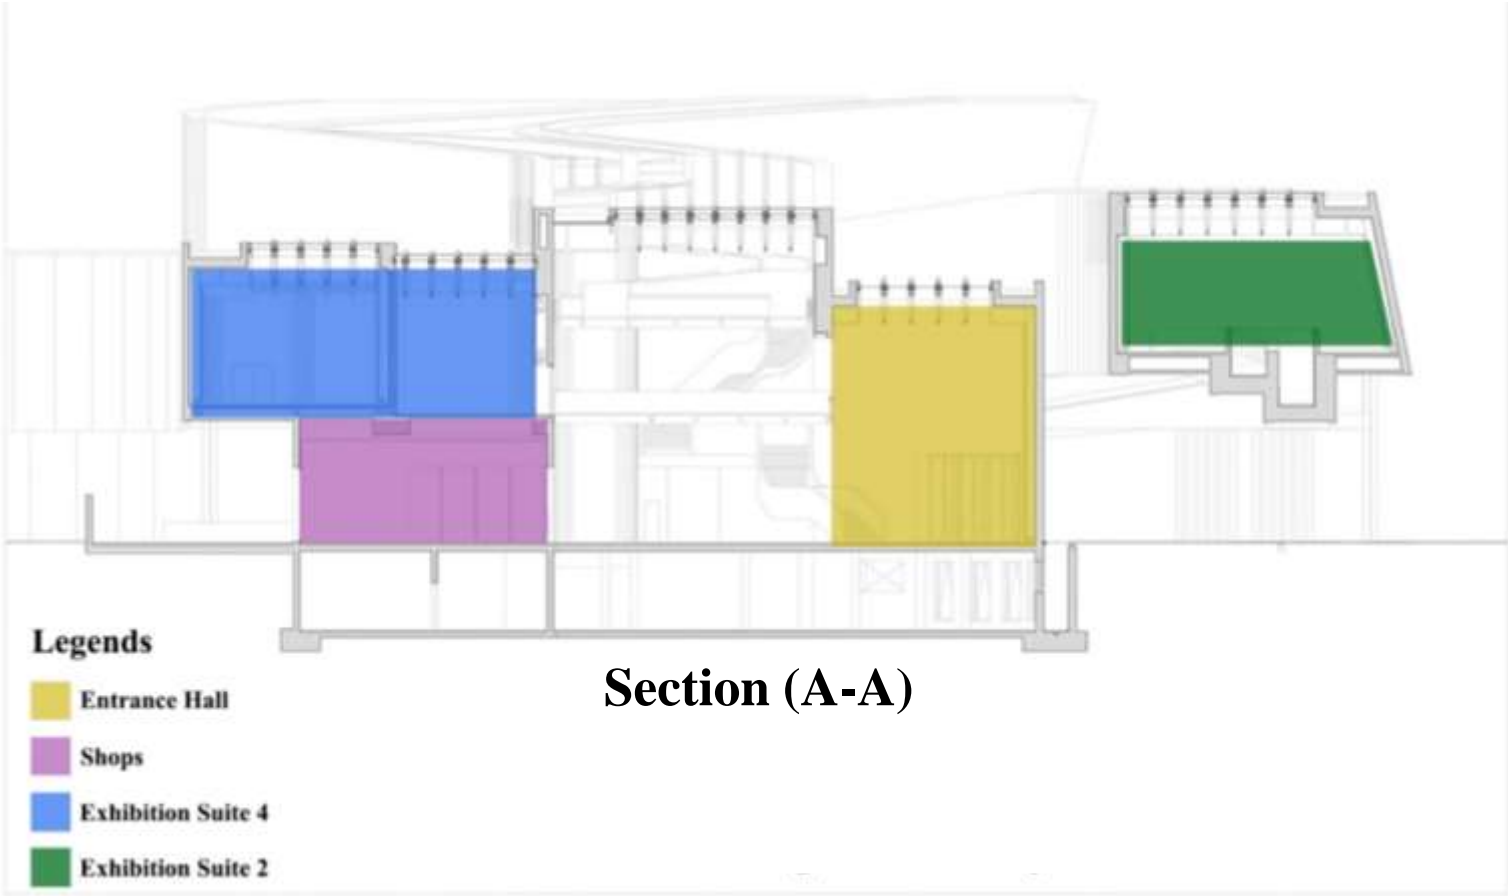 Legends
Section (A-A)
Entrance Hall
Shops
Exhibition Suite 4
Exhibition Suite 2